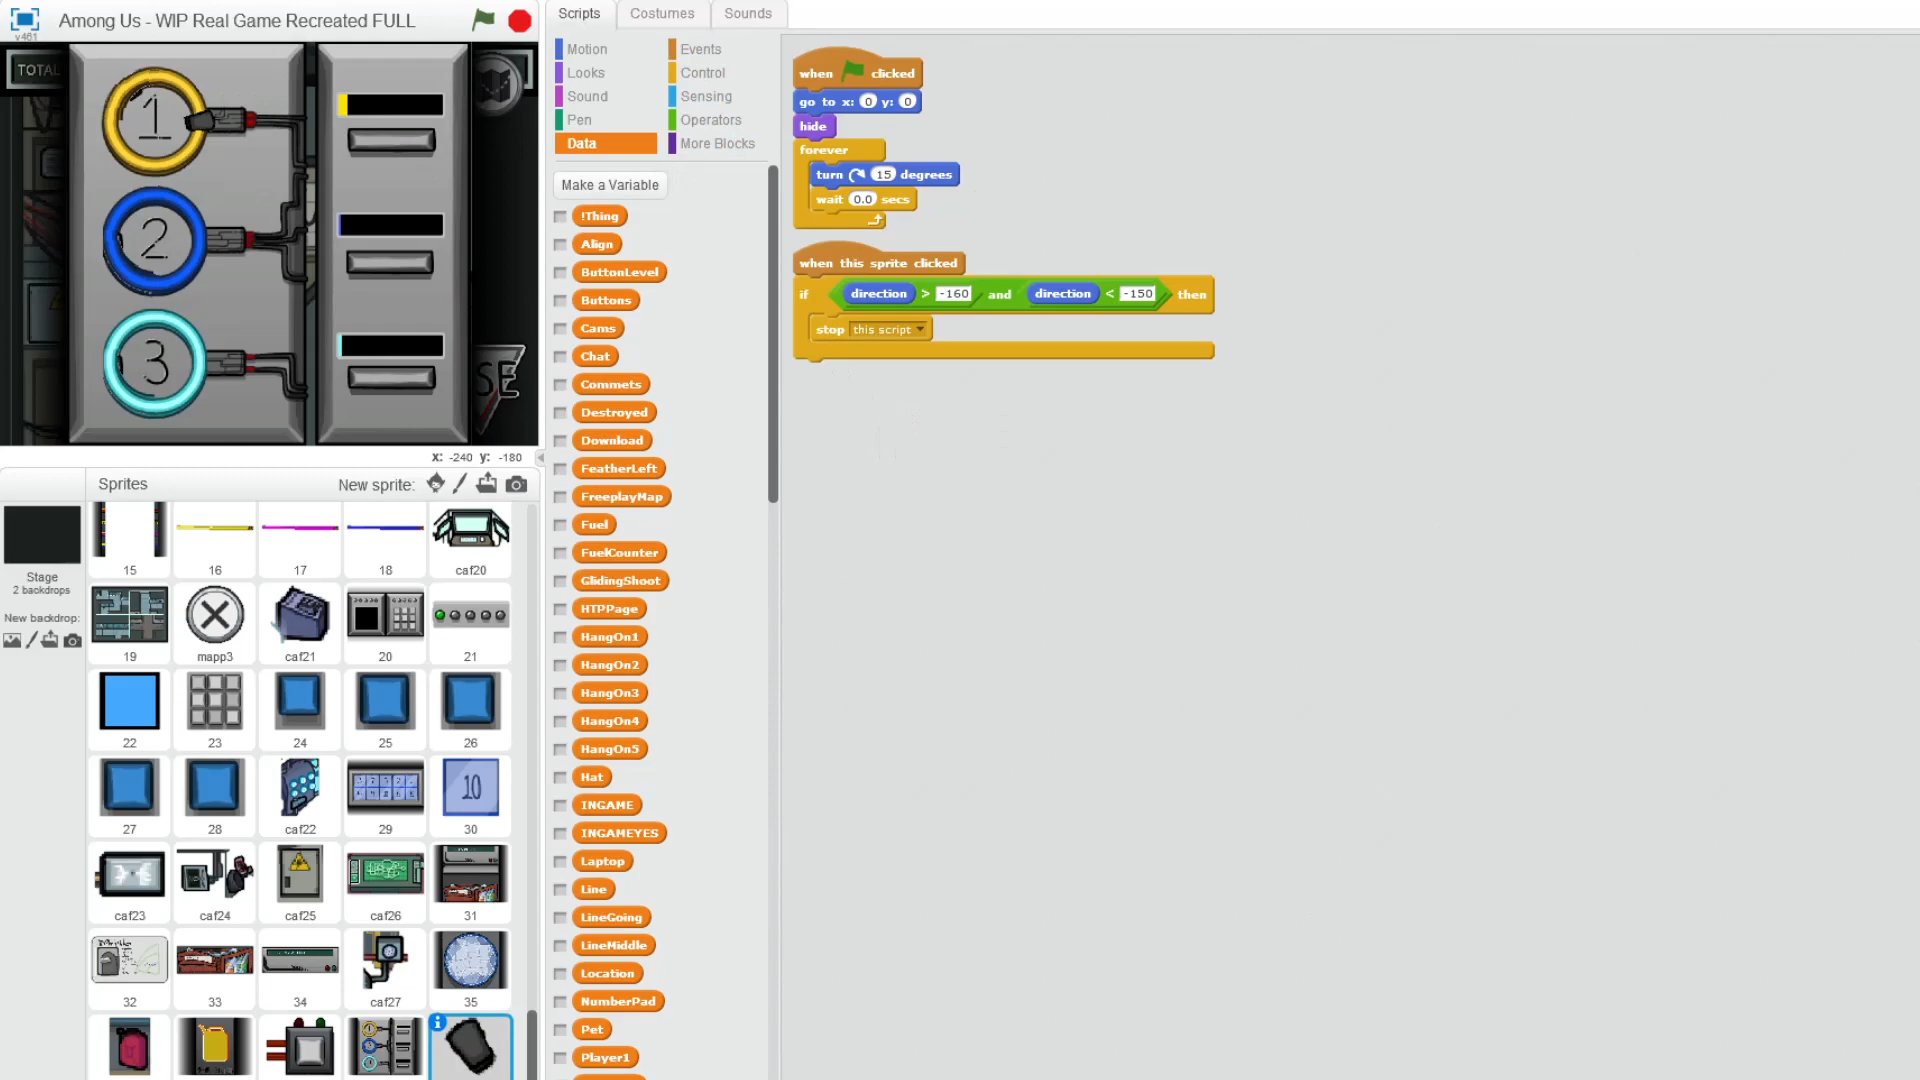 Among Us - WIP Real Game Recreated FULL
v461
Scripts
Costumes
Sounds
Motion
Looks
Sound
Pen
Data
Events
Control
Sensing
Operators
More Blocks
Make a Variable
!Thing
Align
ButtonLevel
Buttons
Cams
Chat
Commets
Destroyed
Download
FeatherLeft
FreeplayMap
Fuel
FuelCounter
GlidingShoot
HTPPage
HangOn1
HangOn2
HangOn3
HangOn4
HangOn5
Hat
INGAME
INGAMEYES
Laptop
Line
LineGoing
LineMiddle
Location
NumberPad
Pet
Player1
when clicked
go to x: 0 y: 0
hide
forever
turn 15 degrees
wait 0.0 secs
when this sprite clicked
if direction > -160 and direction < -150 then
stop this script
TOTAL
1
2
3
SE
x: -240 y: -180
Sprites
New sprite:
Stage
2 backdrops
New backdrop:
15 16 17 18 caf20
19 mapp3 caf21 20 21
22 23 24 25 26
10
27 28 caf22 29 30
caf23 caf24 caf25 caf26 31
32 33 34 caf27 35